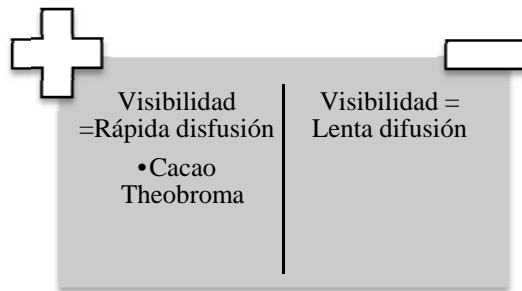 Visibilidad
=Rápida disfusión
•Cacao
Theobroma
Visibilidad =
Lenta difusión